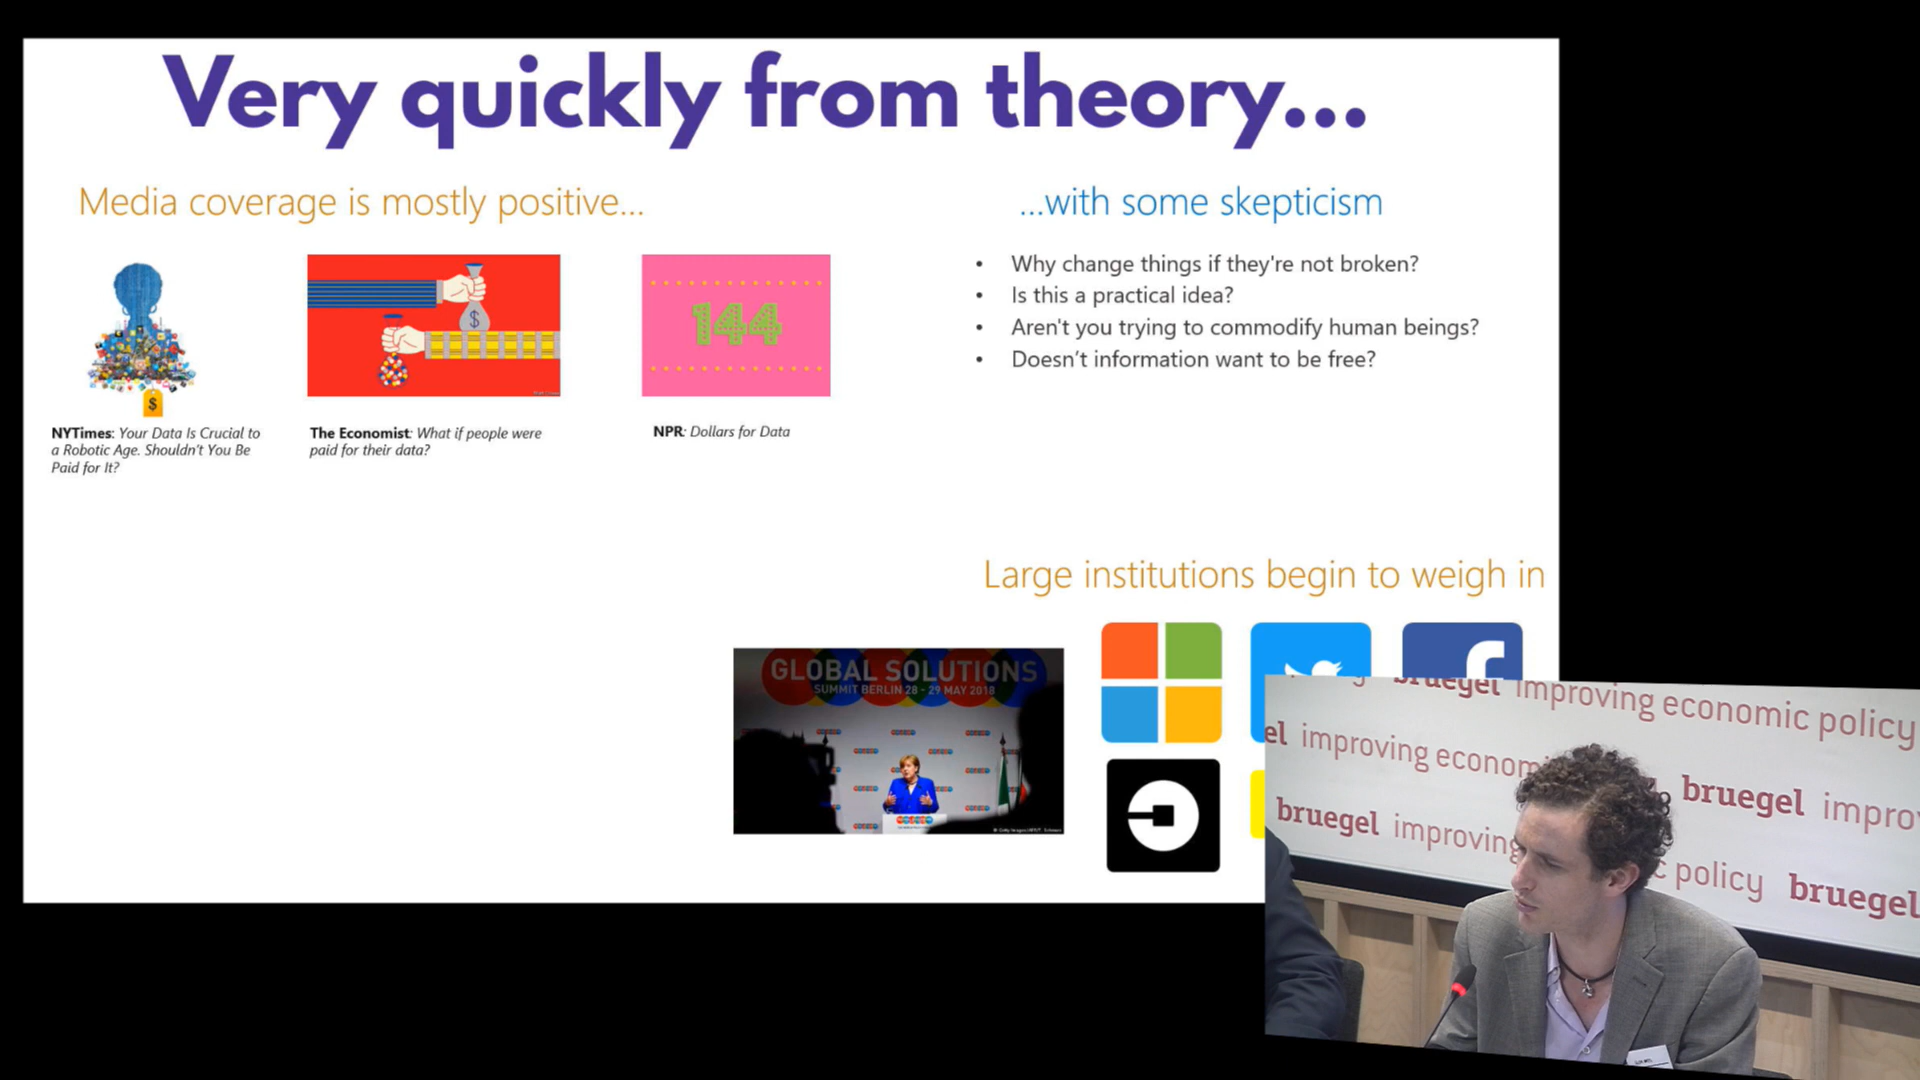 Very quickly from theory...
Media coverage is mostly positive...
...with some skepticism
• Why change things if they're not broken?
• Is this a practical idea?
• Aren't you trying to commodify human beings?
• Doesn't information want to be free?
$
$
144
NYTimes: Your Data Is Crucial to
a Robotic Age. Shouldn't You Be
Paid for It?
The Economist: What if people were
paid for their data?
NPR: Dollars for Data
Large institutions begin to weigh in
GLOBAL SOLUTIONS
SUMMIT BERLIN 28 - 29 MAY 2018
bruegel improving economic policy
el improving econom
bruegel impro
bruegel improving
c policy bruegel